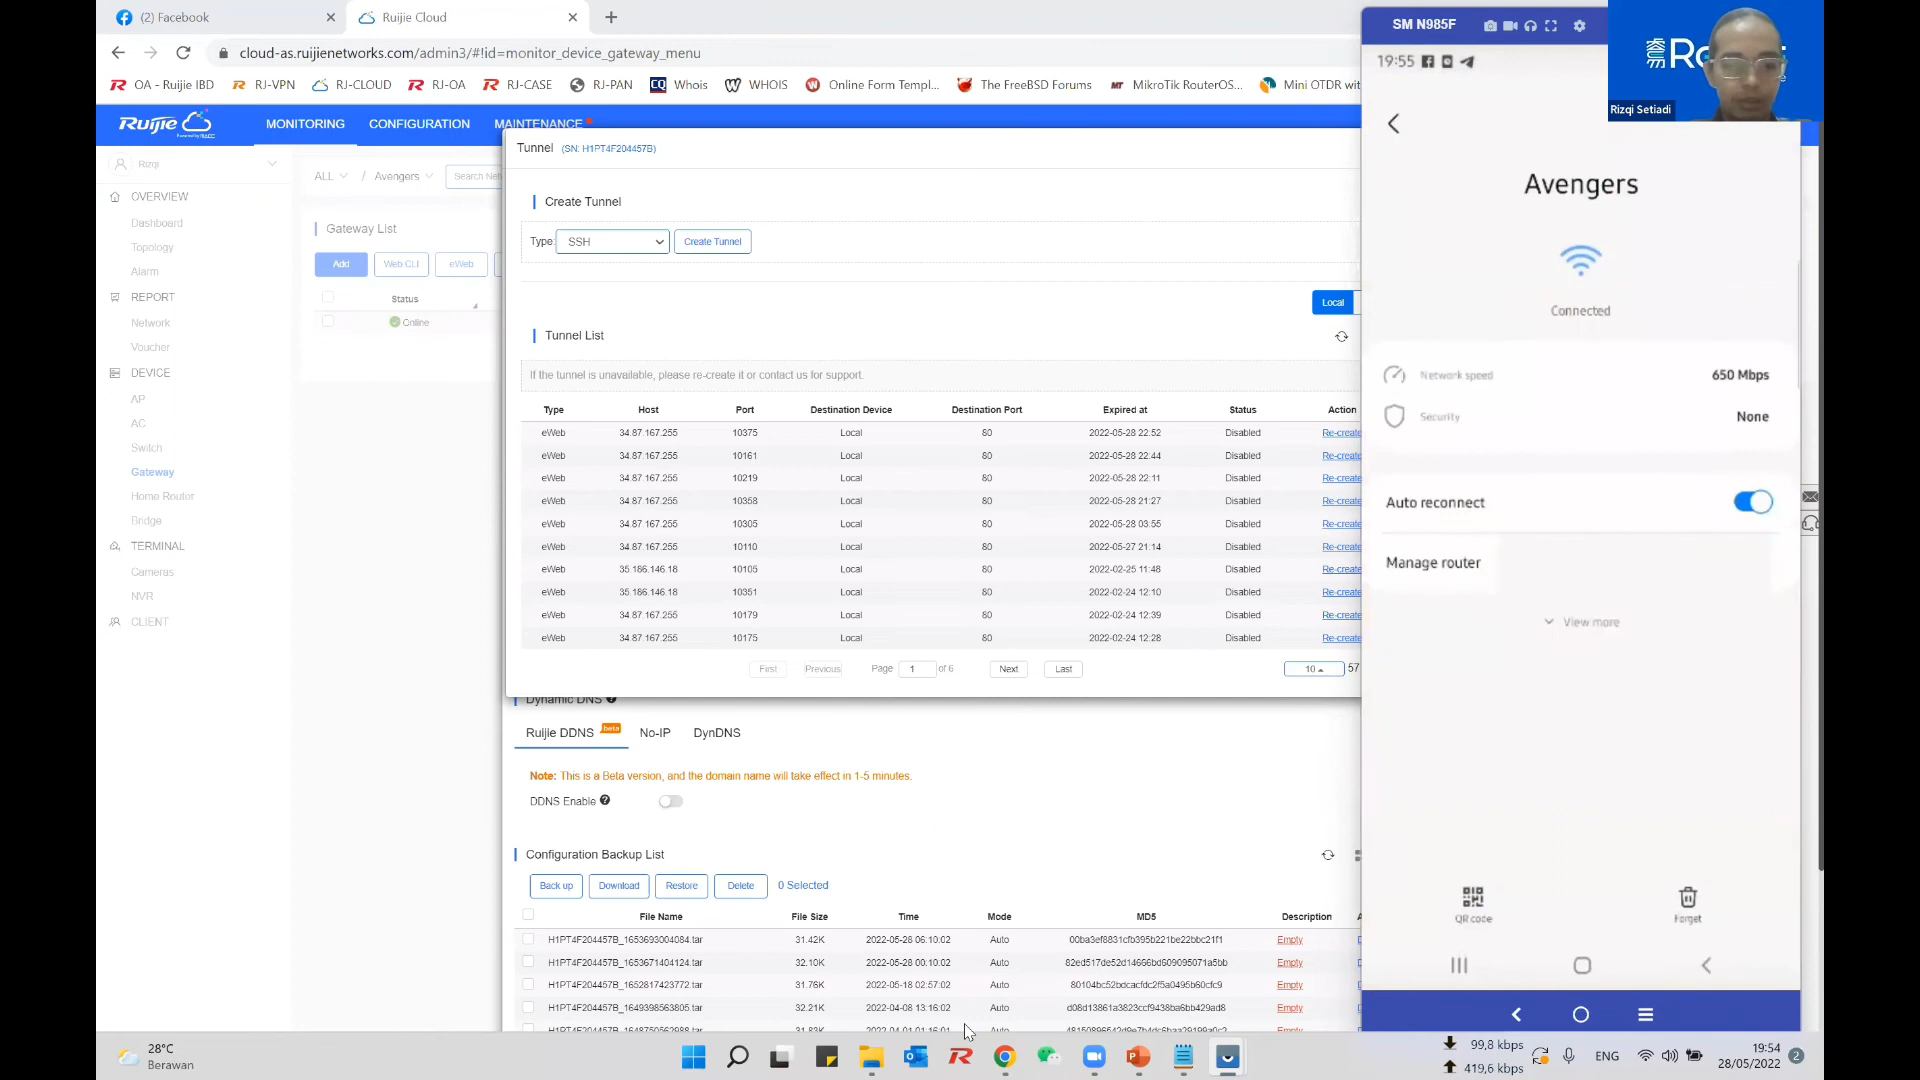 (2) Facebook
Ruijie Cloud
cloud-as.ruijienetworks.com/admin3/#!id=monitor_device_gateway_menu
OA - Ruijie IBD RJ-VPN RJ-CLOUD RJ-OA RJ-CASE RJ-PAN Whois WHOIS Online Form Templ... The FreeBSD Forums MikroTik RouterOS... Mini OTDR wit
Ruijie MONITORING CONFIGURATION MAINTENANCE
Rizqi
OVERVIEW
Dashboard
Topology
Alarm
REPORT
Network
Voucher
DEVICE
AP
AC
Switch
Gateway
Home Router
Bridge
TERMINAL
Cameras
NVR
CLIENT
ALL / Avengers Search Net
Gateway List
Add Web CLI eWeb
Status
Online
Tunnel (SN: H1PT4F204457B)
Create Tunnel
Type: SSH Create Tunnel
Local
Tunnel List
If the tunnel is unavailable, please re-create it or contact us for support.
Type Host Port Destination Device Destination Port Expired at Status Action
eWeb 34.87.167.255 10375 Local 80 2022-05-28 22:52 Disabled Re-create
eWeb 34.87.167.255 10161 Local 80 2022-05-28 22:44 Disabled Re-create
eWeb 34.87.167.255 10219 Local 80 2022-05-28 22:11 Disabled Re-create
eWeb 34.87.167.255 10358 Local 80 2022-05-28 21:27 Disabled Re-create
eWeb 34.87.167.255 10305 Local 80 2022-05-28 03:55 Disabled Re-create
eWeb 34.87.167.255 10110 Local 80 2022-05-27 21:14 Disabled Re-create
eWeb 35.186.146.18 10105 Local 80 2022-02-25 11:48 Disabled Re-create
eWeb 35.186.146.18 10351 Local 80 2022-02-24 12:10 Disabled Re-create
eWeb 34.87.167.255 10179 Local 80 2022-02-24 12:39 Disabled Re-create
eWeb 34.87.167.255 10175 Local 80 2022-02-24 12:28 Disabled Re-create
First Previous Page 1 of 6 Next Last 10 57
Dynamic DNS
Ruijie DDNS beta No-IP DynDNS
Note: This is a Beta version, and the domain name will take effect in 1-5 minutes.
DDNS Enable
Configuration Backup List
Back up Download Restore Delete 0 Selected
File Name File Size Time Mode MD5 Description
H1PT4F204457B_1653693004084.tar 31.42K 2022-05-28 06:10:02 Auto 00ba3ef8831cfb395b221be22bbc21f1 Empty
H1PT4F204457B_1653671404124.tar 32.10K 2022-05-28 00:10:02 Auto 82ed517de52d14666bd609095071a5bb Empty
H1PT4F204457B_1652817423772.tar 31.76K 2022-05-18 02:57:02 Auto 80104bc52bdcacfdc2f5a0495b60cfc9 Empty
H1PT4F204457B_1649398563805.tar 32.21K 2022-04-08 13:16:02 Auto d08d13861a3823ccf9438ba6bb429ad8 Empty
SM N985F
19:55
Rizqi Setiadi
Avengers
Connected
Network speed 650 Mbps
Security None
Auto reconnect
Manage router
View more
QR code Forget
28°C
Berawan
99,8 kbps
419,6 kbps
ENG
19:54
28/05/2022
2